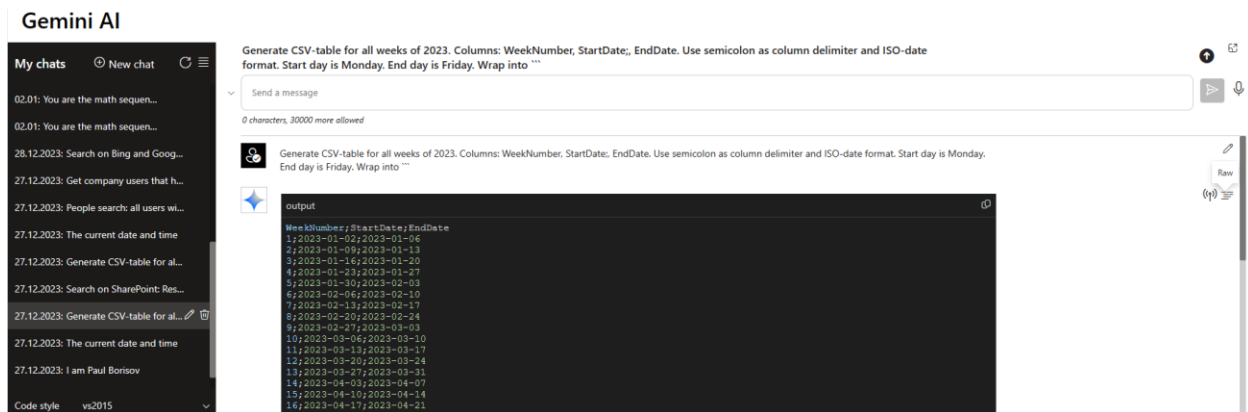 Gemini AI
My chats
New chat
02.01: You are the math sequen...
02.01: You are the math sequen...
28.12.2023: Search on Bing and Goog...
27.12.2023: Get company users that h...
27.12.2023: People search: all users wi...
27.12.2023: The current date and time
27.12.2023: Generate CSV-table for al...
27.12.2023: Search on SharePoint: Res...
27.12.2023: Generate CSV-table for al...
27.12.2023: The current date and time
27.12.2023: I am Paul Borisov
Code style vs2015
Generate CSV-table for all weeks of 2023. Columns: WeekNumber, StartDate;, EndDate. Use semicolon as column delimiter and ISO-date
format. Start day is Monday. End day is Friday. Wrap into ```
Send a message
0 characters, 30000 more allowed
Generate CSV-table for all weeks of 2023. Columns: WeekNumber, StartDate;, EndDate. Use semicolon as column delimiter and ISO-date format. Start day is Monday.
End day is Friday. Wrap into ```
Raw
output
WeekNumber;StartDate;EndDate
1;2023-01-02;2023-01-06
2;2023-01-09;2023-01-13
3;2023-01-16;2023-01-20
4;2023-01-23;2023-01-27
5;2023-01-30;2023-02-03
6;2023-02-06;2023-02-10
7;2023-02-13;2023-02-17
8;2023-02-20;2023-02-24
9;2023-02-27;2023-03-03
10;2023-03-06;2023-03-10
11;2023-03-13;2023-03-17
12;2023-03-20;2023-03-24
13;2023-03-27;2023-03-31
14;2023-04-03;2023-04-07
15;2023-04-10;2023-04-14
16;2023-04-17;2023-04-21